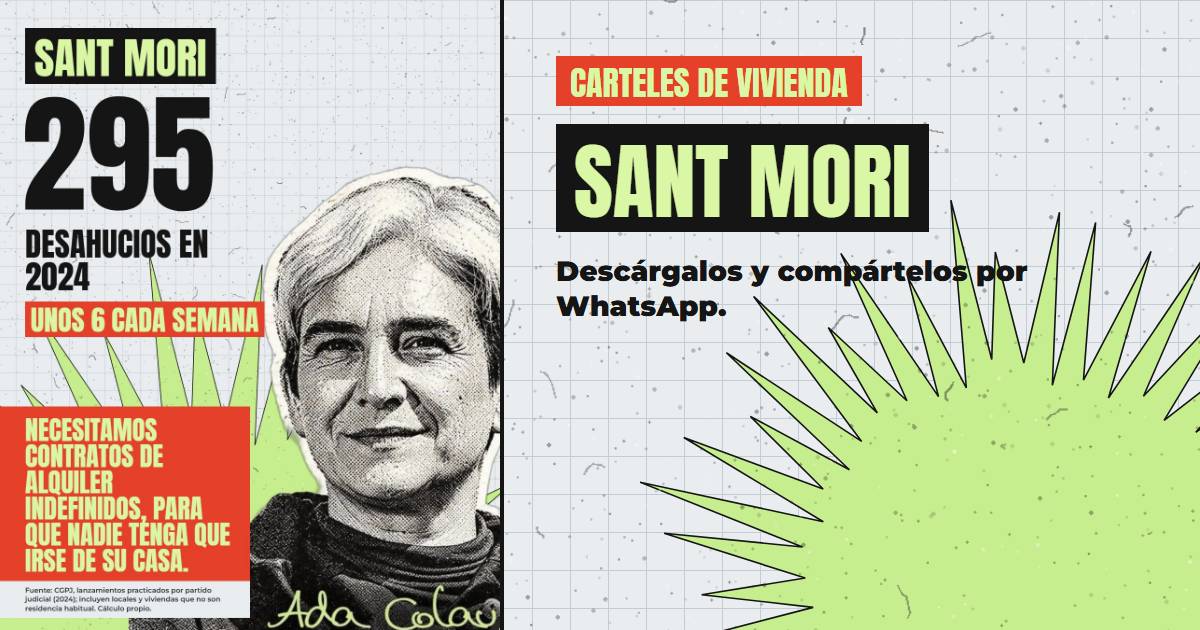 SANT MORI
295
DESAHUCIOS EN
2024
UNOS 6 CADA SEMANA
NECESITAMOS
CONTRATOS DE
ALQUILER
INDEFINIDOS, PARA
QUE NADIE TENGA QUE
IRSE DE SU CASA.
Fuente: CGPJ, lanzamientos practicados por partido
judicial (2024); incluyen locales y viviendas que no son
residencia habitual. Cálculo propio.
Ada Colau
CARTELES DE VIVIENDA
SANT MORI
Descárgalos y compártelos por
WhatsApp.